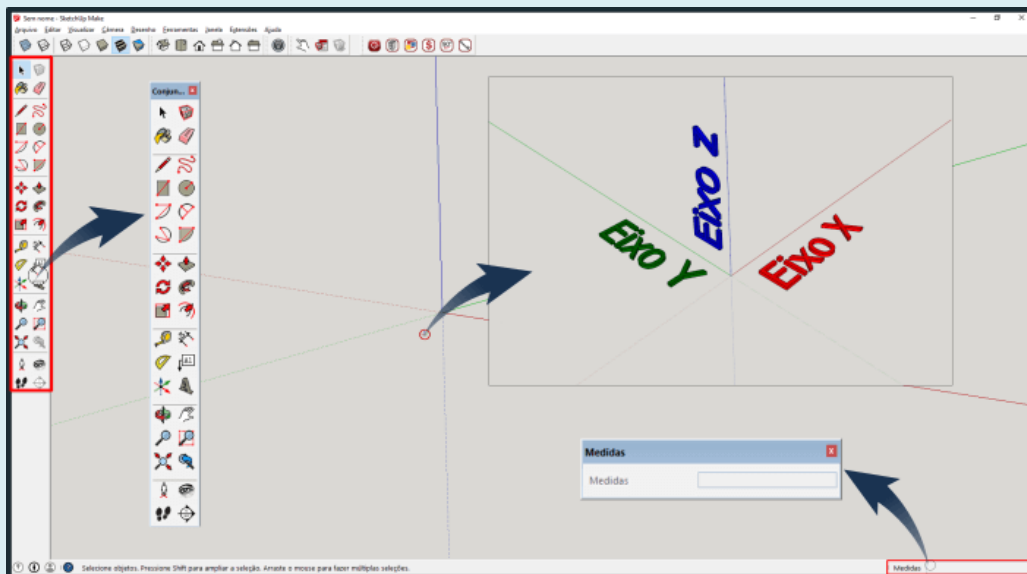 Sem nome - SketchUp Make
Arquivo Editar Visualizar Câmera Desenho Ferramentas Janela Extensões Ajuda
Conjun...
Eixo Z
Eixo Y
Eixo X
Medidas
Medidas
Selecione objetos. Pressione Shift para ampliar a seleção. Arraste o mouse para fazer múltiplas seleções.
Medidas